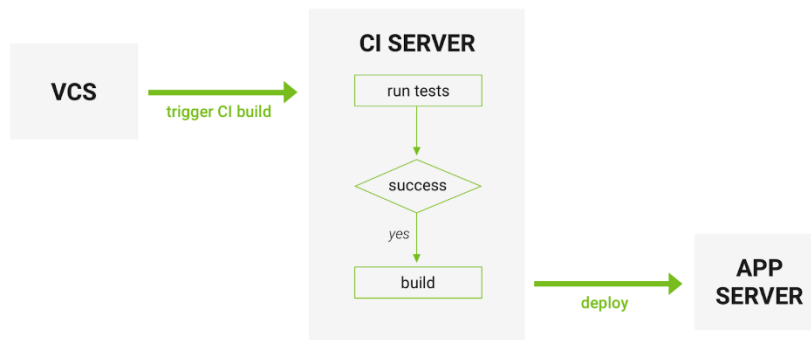 VCS
trigger CI build
CI SERVER
run tests
success
yes
build
deploy
APP
SERVER